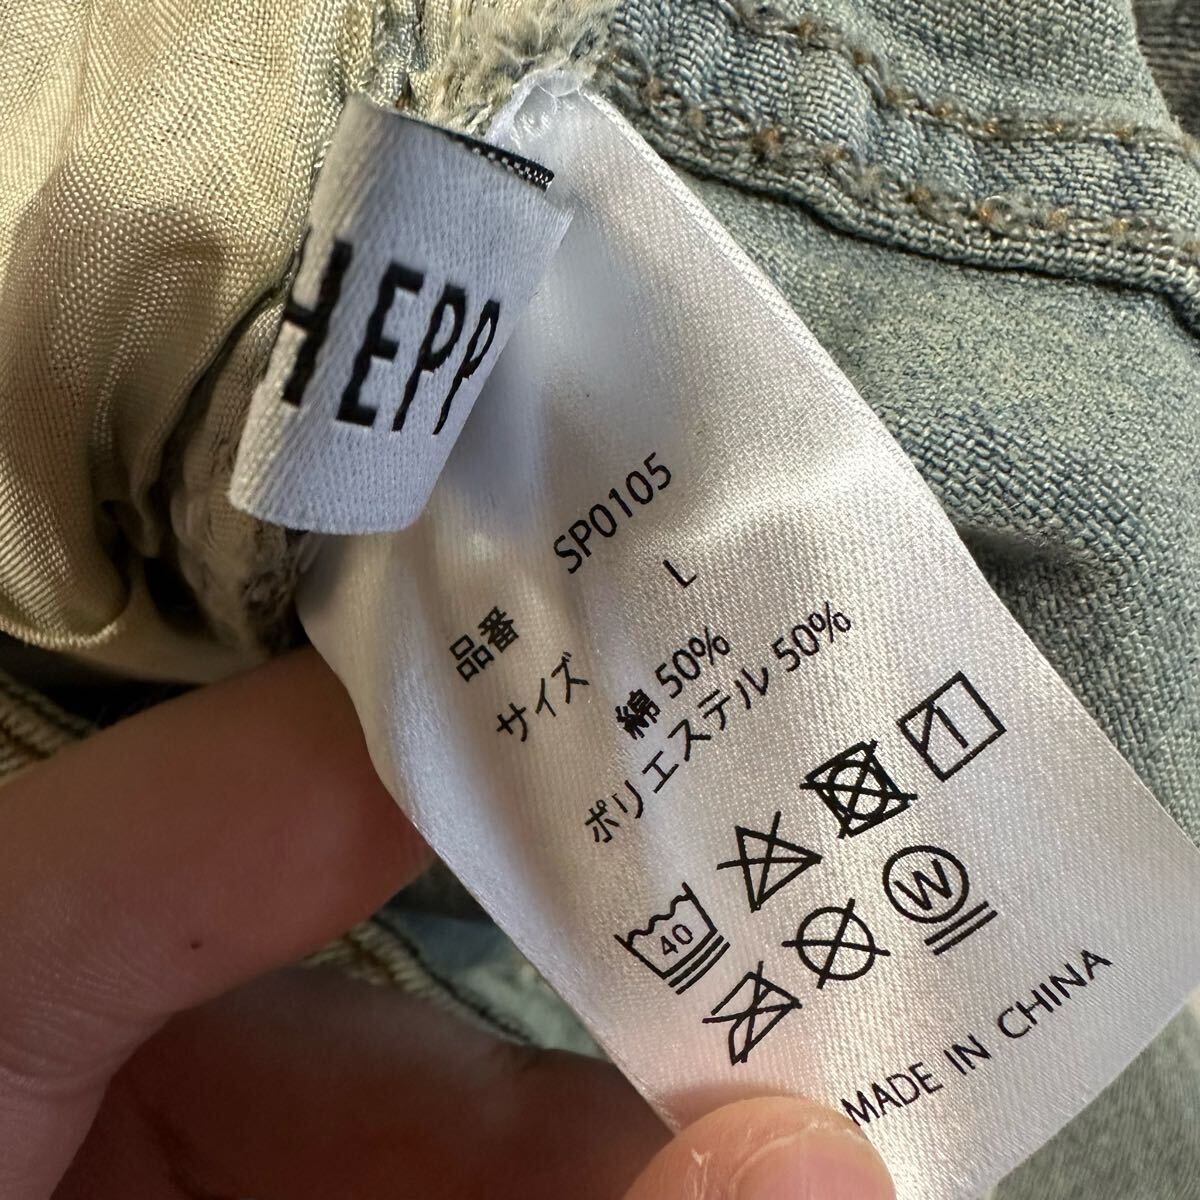 HEPP
品番 SP0105
サイズ L
綿 50%
ポリエステル 50%
40
W
MADE IN CHINA